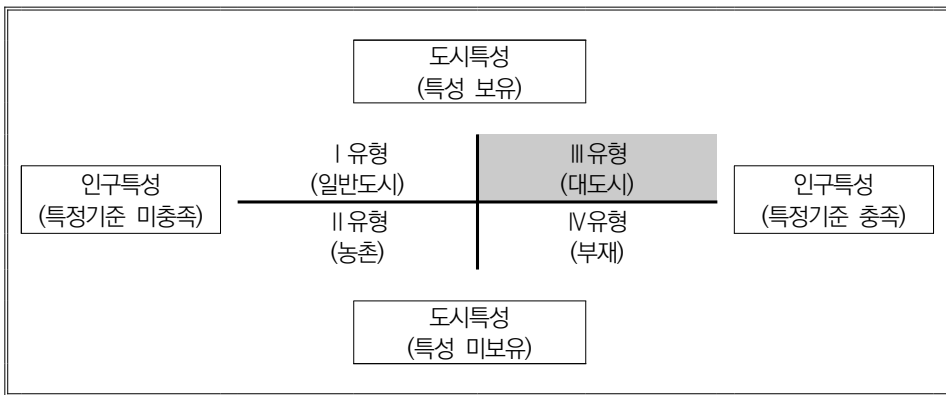 도시특성
(특성 보유)
Ⅰ유형
(일반도시)
Ⅲ유형
(대도시)
인구특성
(특정기준 미충족)
인구특성
(특정기준 충족)
Ⅱ유형
(농촌)
Ⅳ유형
(부재)
도시특성
(특성 미보유)